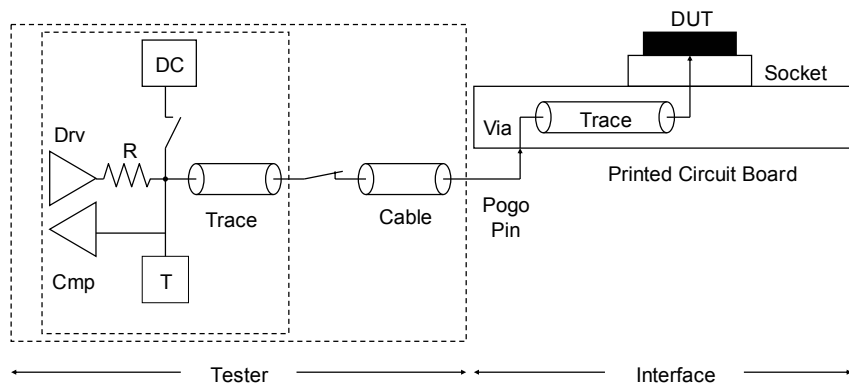 DUT
DC
Socket
Drv
R
Via
Trace
Trace
Cable
Pogo
Pin
Printed Circuit Board
Cmp
T
Tester
Interface